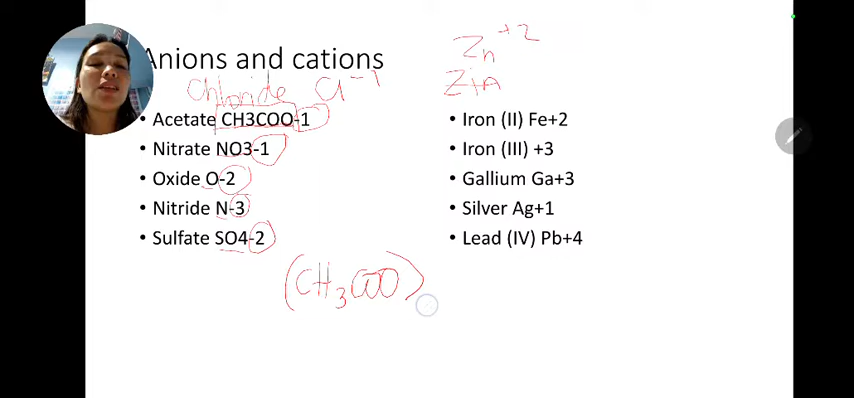 Anions and cations
Zn+2
Chloride Cl-1
• Acetate CH3COO-1
• Nitrate NO3-1
• Oxide O-2
• Nitride N-3
• Sulfate SO4-2
(CH3COO)
• Iron (II) Fe+2
• Iron (III) +3
• Gallium Ga+3
• Silver Ag+1
• Lead (IV) Pb+4